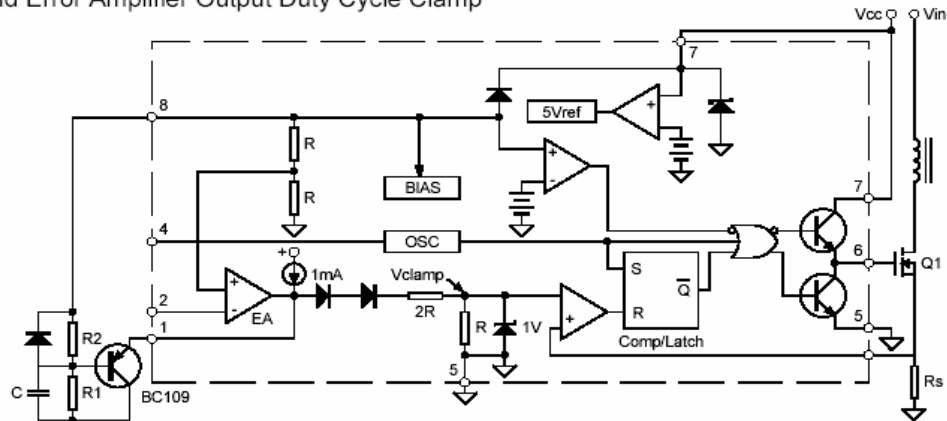 nd Error Amplifier Output Duty Cycle Clamp
Vcc
Vin
7
8
R
5Vref
+
R
BIAS
+
-
7
4
OSC
+
1mA
Vclamp
S
Q̅
6
Q1
2
+
-
EA
2R
R
1V
+
R
Comp/Latch
5
1
5
R2
R1
C
BC109
Rs